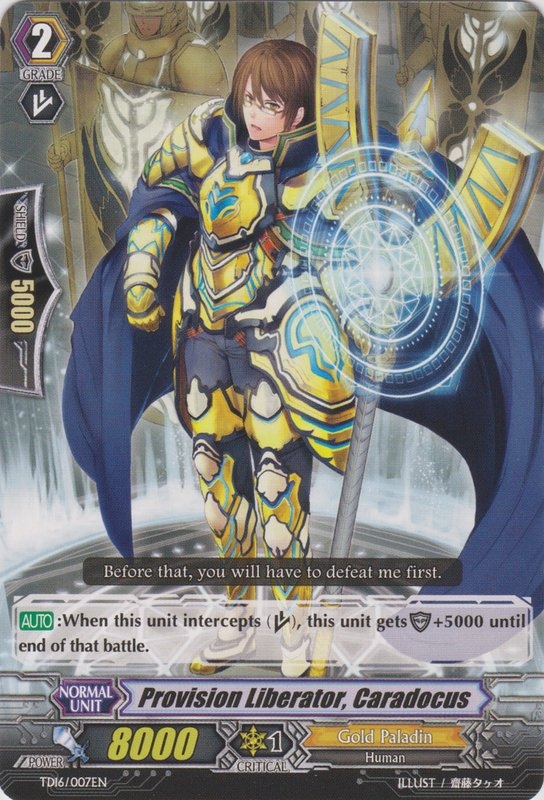 2
GRADE
SHIELD
5000
Before that, you will have to defeat me first.
AUTO:When this unit intercepts ( ), this unit gets +5000 until
end of that battle.
NORMAL
UNIT
Provision Liberator, Caradocus
POWER
8000
1
CRITICAL
Gold Paladin
Human
TD16/007EN
ILLUST / 齋藤タケオ